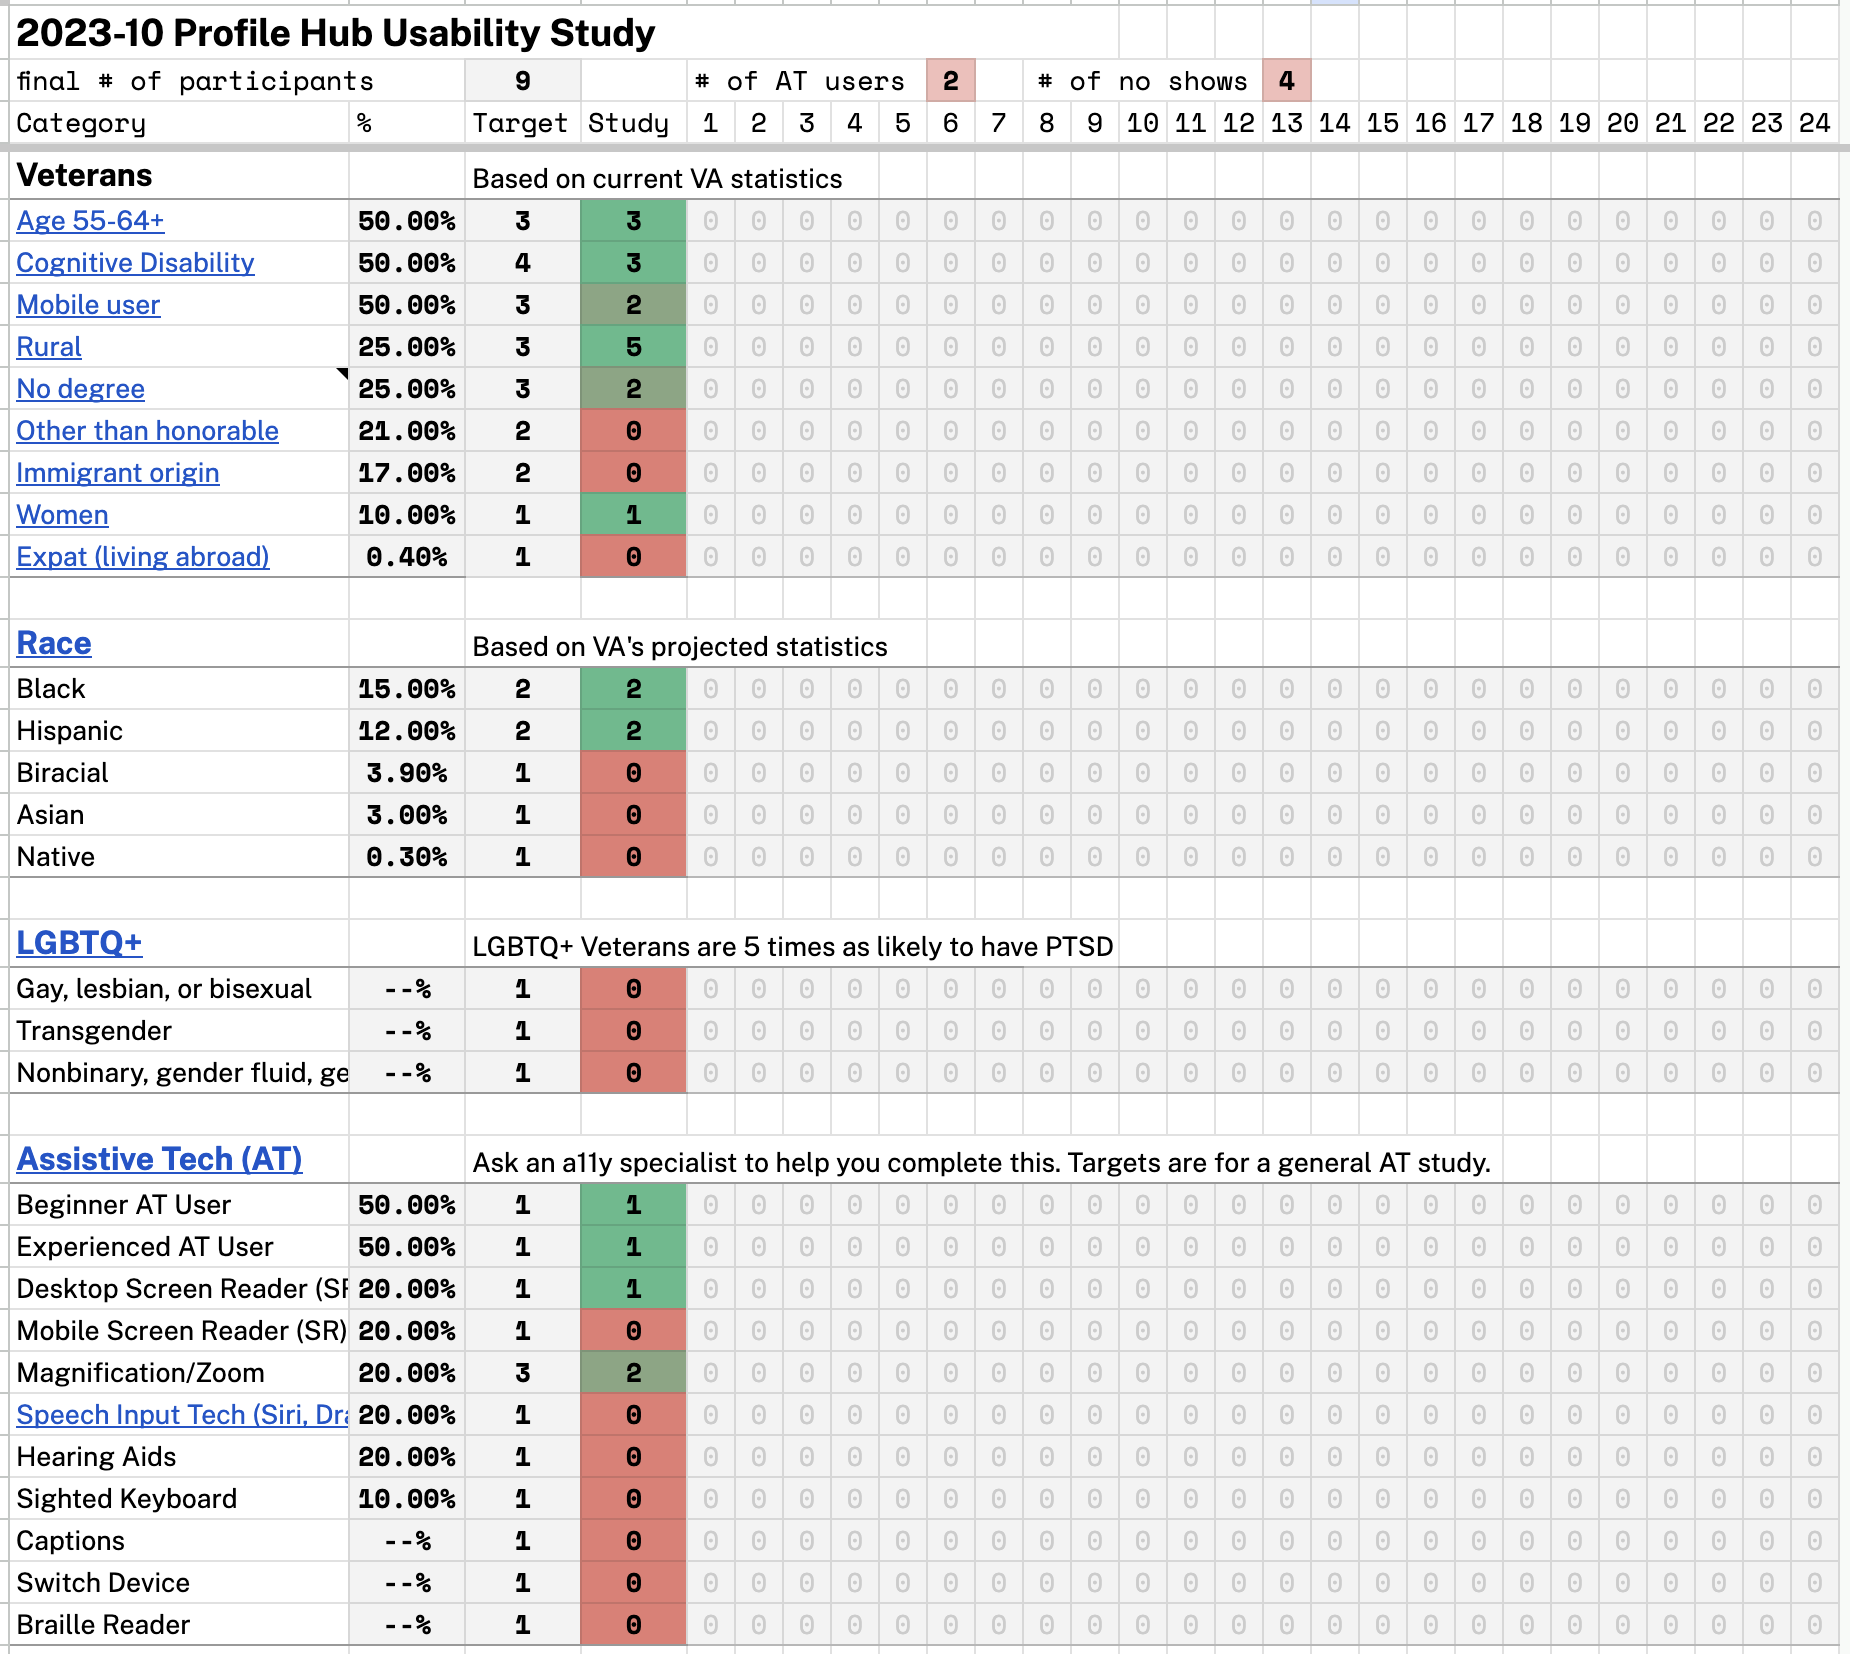 2023-10 Profile Hub Usability Study
final # of participants 9 # of AT users 2 # of no shows 4
Category % Target Study 1 2 3 4 5 6 7 8 9 10 11 12 13 14 15 16 17 18 19 20 21 22 23 24
Veterans Based on current VA statistics
Age 55-64+ 50.00% 3 3 0 0 0 0 0 0 0 0 0 0 0 0 0 0 0 0 0 0 0 0 0 0 0 0
Cognitive Disability 50.00% 4 3 0 0 0 0 0 0 0 0 0 0 0 0 0 0 0 0 0 0 0 0 0 0 0 0
Mobile user 50.00% 3 2 0 0 0 0 0 0 0 0 0 0 0 0 0 0 0 0 0 0 0 0 0 0 0 0
Rural 25.00% 3 5 0 0 0 0 0 0 0 0 0 0 0 0 0 0 0 0 0 0 0 0 0 0 0 0
No degree 25.00% 3 2 0 0 0 0 0 0 0 0 0 0 0 0 0 0 0 0 0 0 0 0 0 0 0 0
Other than honorable 21.00% 2 0 0 0 0 0 0 0 0 0 0 0 0 0 0 0 0 0 0 0 0 0 0 0 0 0
Immigrant origin 17.00% 2 0 0 0 0 0 0 0 0 0 0 0 0 0 0 0 0 0 0 0 0 0 0 0 0 0
Women 10.00% 1 1 0 0 0 0 0 0 0 0 0 0 0 0 0 0 0 0 0 0 0 0 0 0 0 0
Expat (living abroad) 0.40% 1 0 0 0 0 0 0 0 0 0 0 0 0 0 0 0 0 0 0 0 0 0 0 0 0 0
Race Based on VA's projected statistics
Black 15.00% 2 2 0 0 0 0 0 0 0 0 0 0 0 0 0 0 0 0 0 0 0 0 0 0 0 0
Hispanic 12.00% 2 2 0 0 0 0 0 0 0 0 0 0 0 0 0 0 0 0 0 0 0 0 0 0 0 0
Biracial 3.90% 1 0 0 0 0 0 0 0 0 0 0 0 0 0 0 0 0 0 0 0 0 0 0 0 0 0
Asian 3.00% 1 0 0 0 0 0 0 0 0 0 0 0 0 0 0 0 0 0 0 0 0 0 0 0 0 0
Native 0.30% 1 0 0 0 0 0 0 0 0 0 0 0 0 0 0 0 0 0 0 0 0 0 0 0 0 0
LGBTQ+ LGBTQ+ Veterans are 5 times as likely to have PTSD
Gay, lesbian, or bisexual --% 1 0 0 0 0 0 0 0 0 0 0 0 0 0 0 0 0 0 0 0 0 0 0 0 0 0
Transgender --% 1 0 0 0 0 0 0 0 0 0 0 0 0 0 0 0 0 0 0 0 0 0 0 0 0 0
Nonbinary, gender fluid, ge --% 1 0 0 0 0 0 0 0 0 0 0 0 0 0 0 0 0 0 0 0 0 0 0 0 0 0
Assistive Tech (AT) Ask an a11y specialist to help you complete this. Targets are for a general AT study.
Beginner AT User 50.00% 1 1 0 0 0 0 0 0 0 0 0 0 0 0 0 0 0 0 0 0 0 0 0 0 0 0
Experienced AT User 50.00% 1 1 0 0 0 0 0 0 0 0 0 0 0 0 0 0 0 0 0 0 0 0 0 0 0 0
Desktop Screen Reader (SR 20.00% 1 1 0 0 0 0 0 0 0 0 0 0 0 0 0 0 0 0 0 0 0 0 0 0 0 0
Mobile Screen Reader (SR) 20.00% 1 0 0 0 0 0 0 0 0 0 0 0 0 0 0 0 0 0 0 0 0 0 0 0 0 0
Magnification/Zoom 20.00% 3 2 0 0 0 0 0 0 0 0 0 0 0 0 0 0 0 0 0 0 0 0 0 0 0 0
Speech Input Tech (Siri, Dra 20.00% 1 0 0 0 0 0 0 0 0 0 0 0 0 0 0 0 0 0 0 0 0 0 0 0 0 0
Hearing Aids 20.00% 1 0 0 0 0 0 0 0 0 0 0 0 0 0 0 0 0 0 0 0 0 0 0 0 0 0
Sighted Keyboard 10.00% 1 0 0 0 0 0 0 0 0 0 0 0 0 0 0 0 0 0 0 0 0 0 0 0 0 0
Captions --% 1 0 0 0 0 0 0 0 0 0 0 0 0 0 0 0 0 0 0 0 0 0 0 0 0 0
Switch Device --% 1 0 0 0 0 0 0 0 0 0 0 0 0 0 0 0 0 0 0 0 0 0 0 0 0 0
Braille Reader --% 1 0 0 0 0 0 0 0 0 0 0 0 0 0 0 0 0 0 0 0 0 0 0 0 0 0